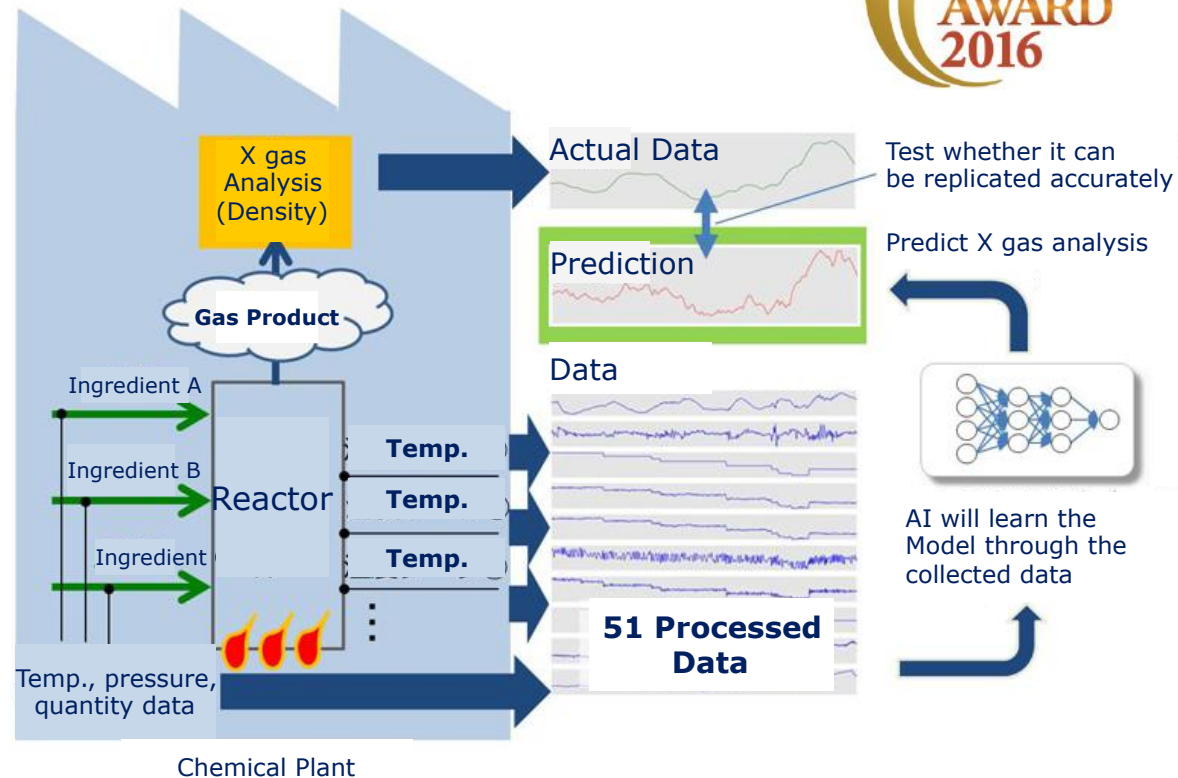 AWARD
2016
X gas
Analysis
(Density)
Actual Data
Test whether it can
be replicated accurately
Prediction
Predict X gas analysis
Gas Product
Data
Ingredient A
Ingredient B
Ingredient
Reactor
Temp.
Temp.
Temp.
51 Processed
Data
AI will learn the
Model through the
collected data
Temp., pressure,
quantity data
Chemical Plant